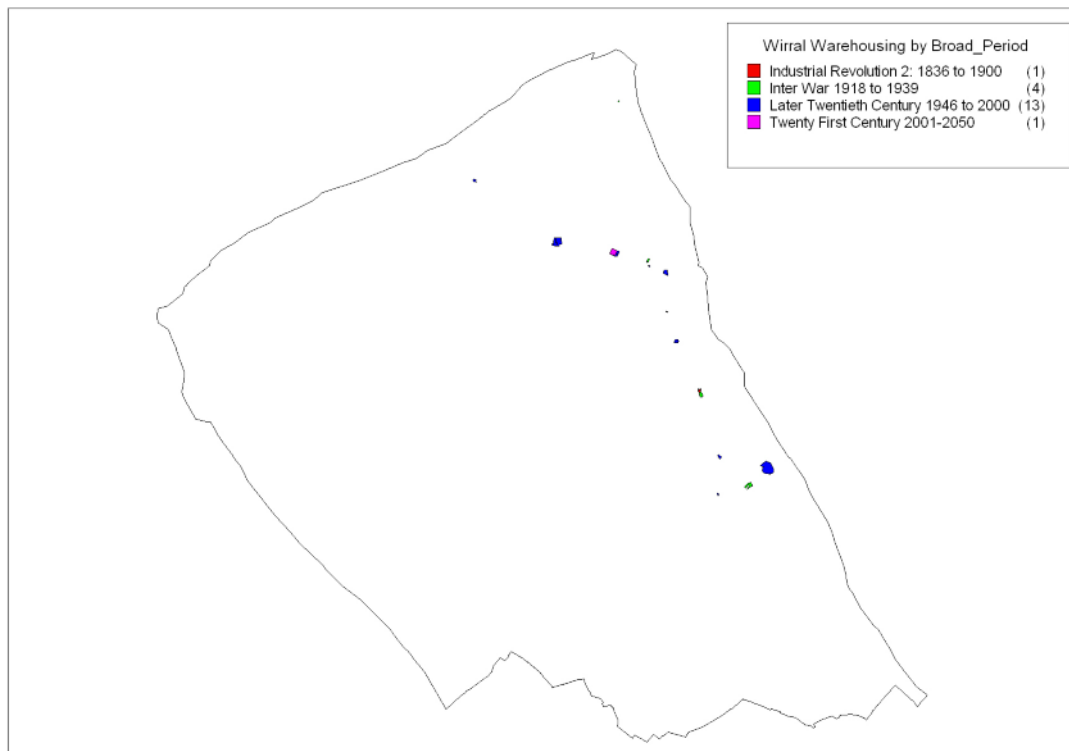 Wirral Warehousing by Broad_Period
Industrial Revolution 2: 1836 to 1900 (1)
Inter War 1918 to 1939 (4)
Later Twentieth Century 1946 to 2000 (13)
Twenty First Century 2001-2050 (1)